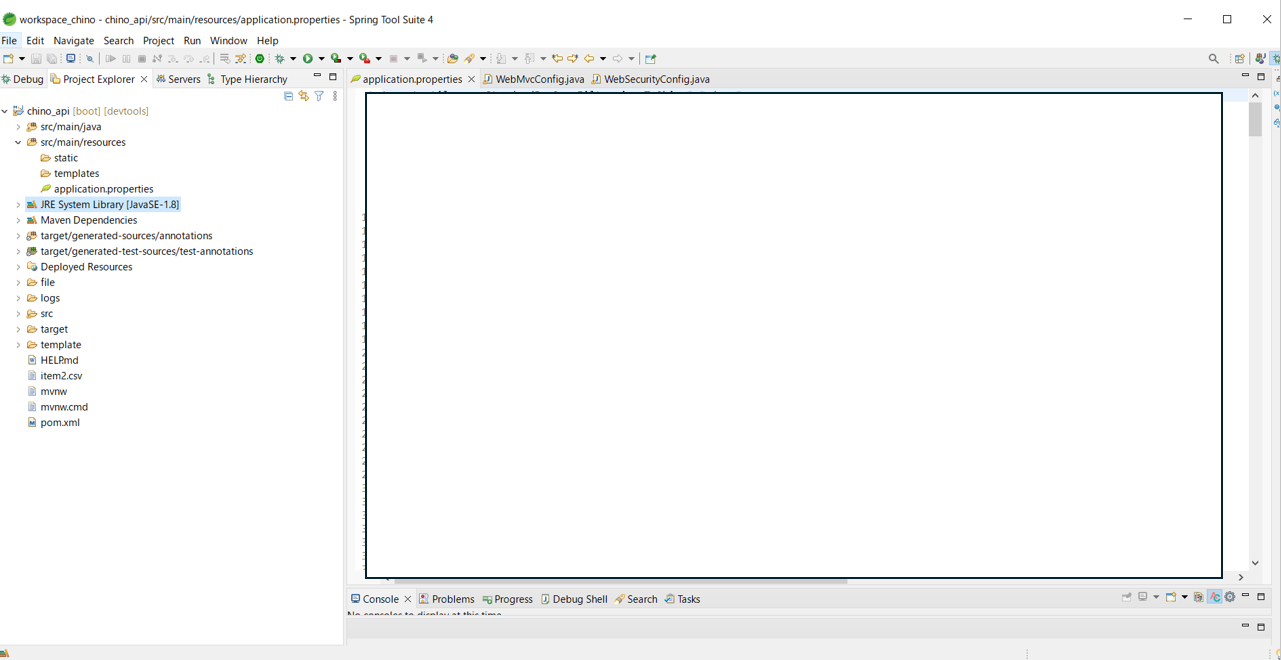 workspace_chino - chino_api/src/main/resources/application.properties - Spring Tool Suite 4
File Edit Navigate Search Project Run Window Help
Debug Project Explorer Servers Type Hierarchy
application.properties WebMvcConfig.java WebSecurityConfig.java
chino_api [boot] [devtools]
src/main/java
src/main/resources
static
templates
application.properties
JRE System Library [JavaSE-1.8]
Maven Dependencies
target/generated-sources/annotations
target/generated-test-sources/test-annotations
Deployed Resources
file
logs
src
target
template
HELP.md
item2.csv
mvnw
mvnw.cmd
pom.xml
Console Problems Progress Debug Shell Search Tasks
No consoles to display at this time.